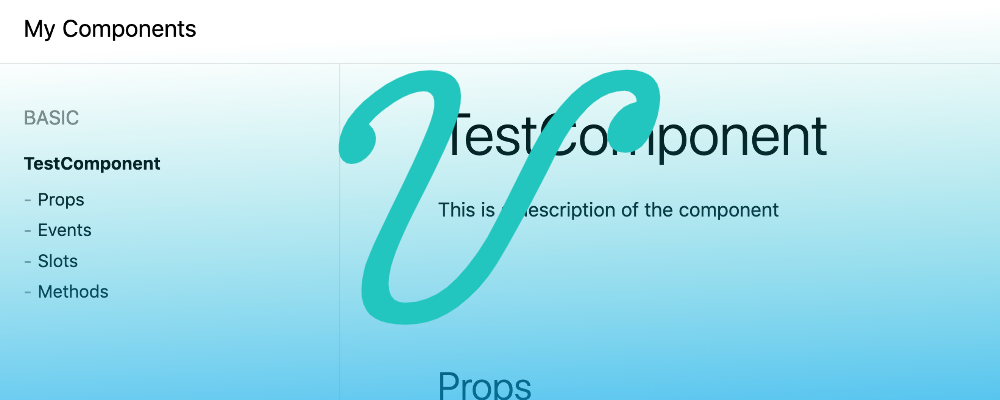 My Components
BASIC
TestComponent
- Props
- Events
- Slots
- Methods
V
TestComponent
This is description of the component
Props